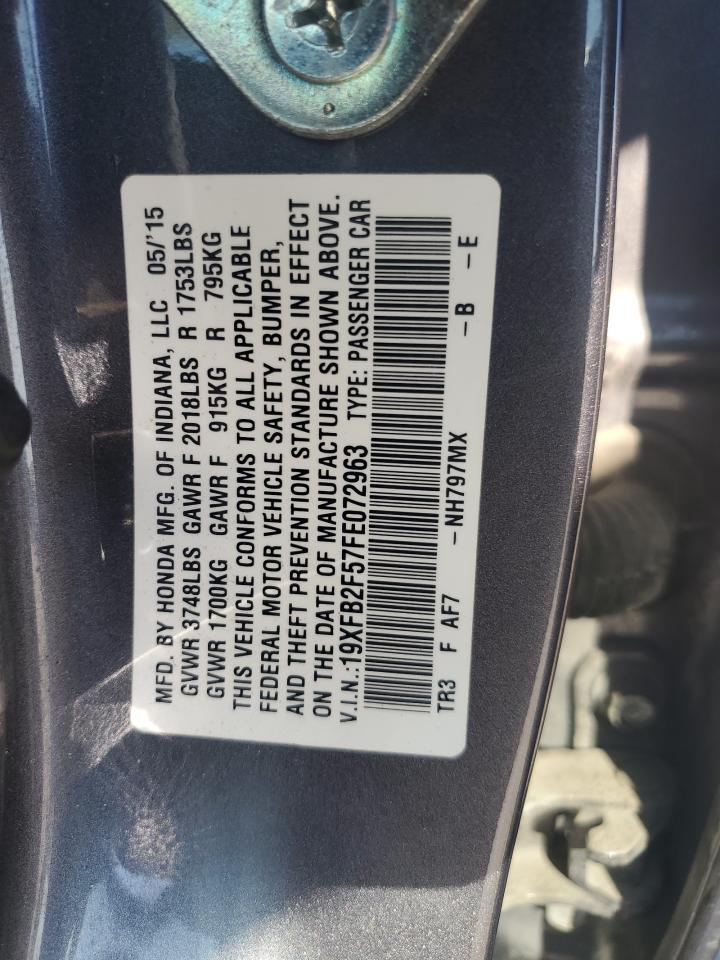 MFD. BY HONDA MFG. OF INDIANA, LLC 05/'15
GVWR 3748LBS GAWR F 2018LBS R 1753LBS
GVWR 1700KG GAWR F 915KG R 795KG
THIS VEHICLE CONFORMS TO ALL APPLICABLE
FEDERAL MOTOR VEHICLE SAFETY, BUMPER,
AND THEFT PREVENTION STANDARDS IN EFFECT
ON THE DATE OF MANUFACTURE SHOWN ABOVE.
V.I.N.:19XFB2F57FE072963 TYPE: PASSENGER CAR
TR3 F AF7 -NH797MX -B -E